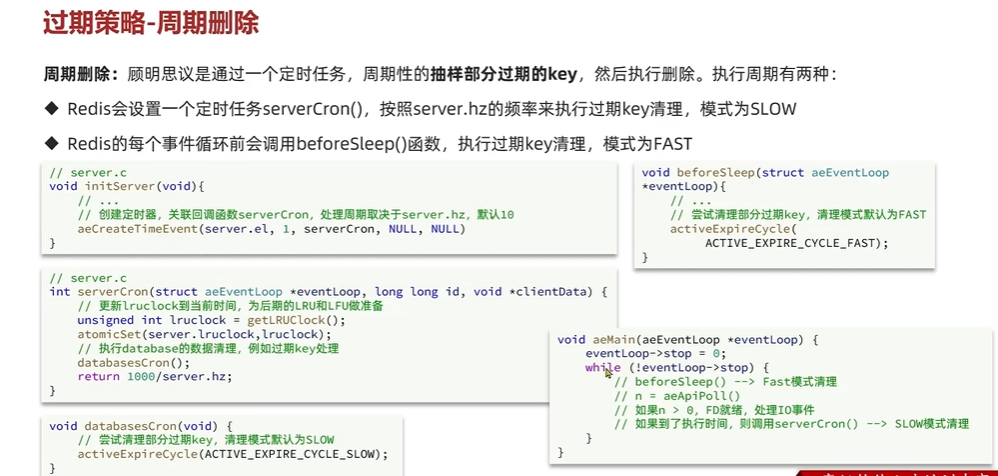 过期策略-周期删除
周期删除：顾明思议是通过一个定时任务，周期性的抽样部分过期的key，然后执行删除。执行周期有两种：
◆ Redis会设置一个定时任务serverCron()，按照server.hz的频率来执行过期key清理，模式为SLOW
◆ Redis的每个事件循环前会调用beforeSleep()函数，执行过期key清理，模式为FAST
// server.c
void initServer(void){
// ...
// 创建定时器，关联回调函数serverCron，处理周期取决于server.hz，默认10
aeCreateTimeEvent(server.el, 1, serverCron, NULL, NULL)
}
void beforeSleep(struct aeEventLoop
*eventLoop){
// ...
// 尝试清理部分过期key，清理模式默认为FAST
activeExpireCycle(
ACTIVE_EXPIRE_CYCLE_FAST);
}
// server.c
int serverCron(struct aeEventLoop *eventLoop, long long id, void *clientData) {
// 更新lruclock到当前时间，为后期的LRU和LFU做准备
unsigned int lruclock = getLRUClock();
atomicSet(server.lruclock,lruclock);
// 执行database的数据清理，例如过期key处理
databasesCron();
return 1000/server.hz;
}
void aeMain(aeEventLoop *eventLoop) {
eventLoop->stop = 0;
while (!eventLoop->stop) {
// beforeSleep() --> Fast模式清理
// n = aeApiPoll()
// 如果n > 0，FD就绪，处理IO事件
// 如果到了执行时间，则调用serverCron() --> SLOW模式清理
}
}
void databasesCron(void) {
// 尝试清理部分过期key，清理模式默认为SLOW
activeExpireCycle(ACTIVE_EXPIRE_CYCLE_SLOW);
}